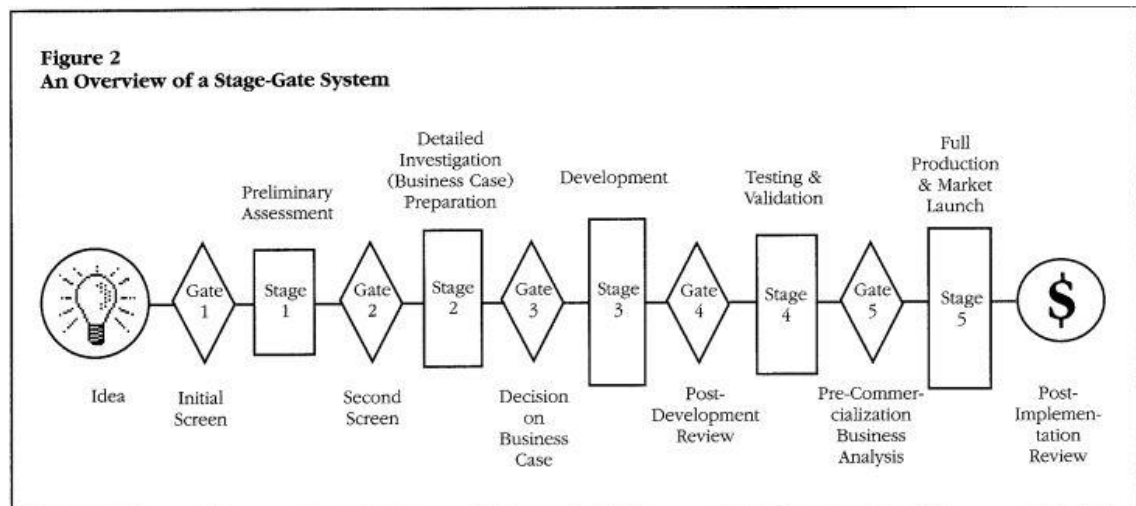 Figure 2
An Overview of a Stage-Gate System
Preliminary
Assessment
Detailed
Investigation
(Business Case)
Preparation
Development
Testing &
Validation
Full
Production
& Market
Launch
Gate
1
Stage
1
Gate
2
Stage
2
Gate
3
Stage
3
Gate
4
Stage
4
Gate
5
Stage
5
$
Idea
Initial
Screen
Second
Screen
Decision
on
Business
Case
Post-
Development
Review
Pre-Commer-
cialization
Business
Analysis
Post-
Implemen-
tation
Review